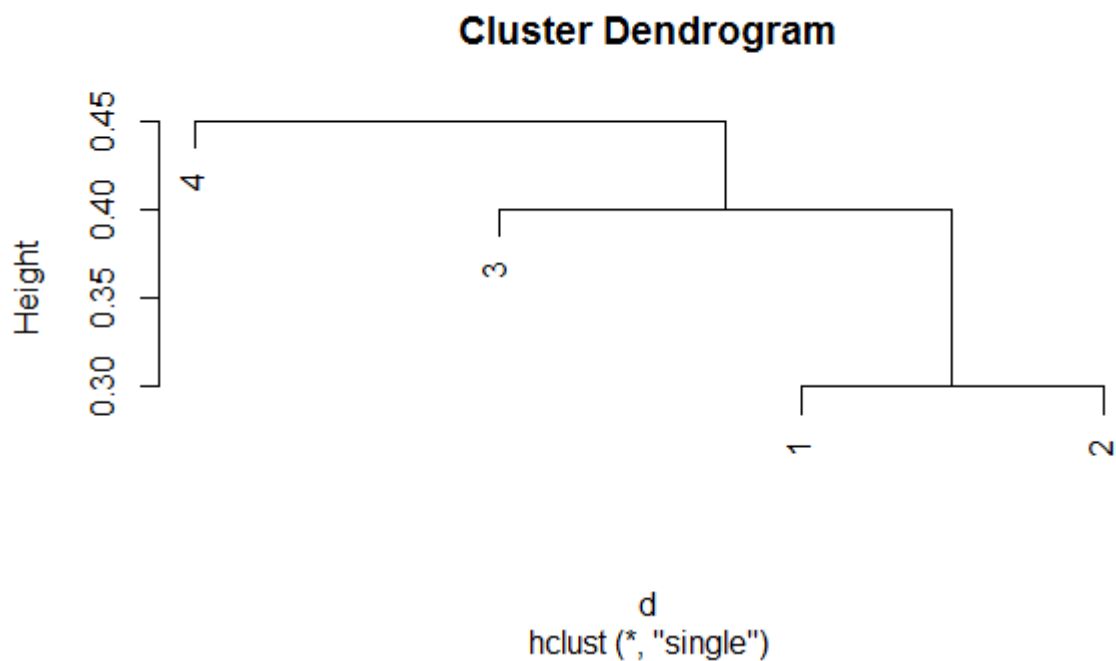 Cluster Dendrogram
Height
0.45
0.40
0.35
0.30
4
3
1
2
d
hclust (*, "single")